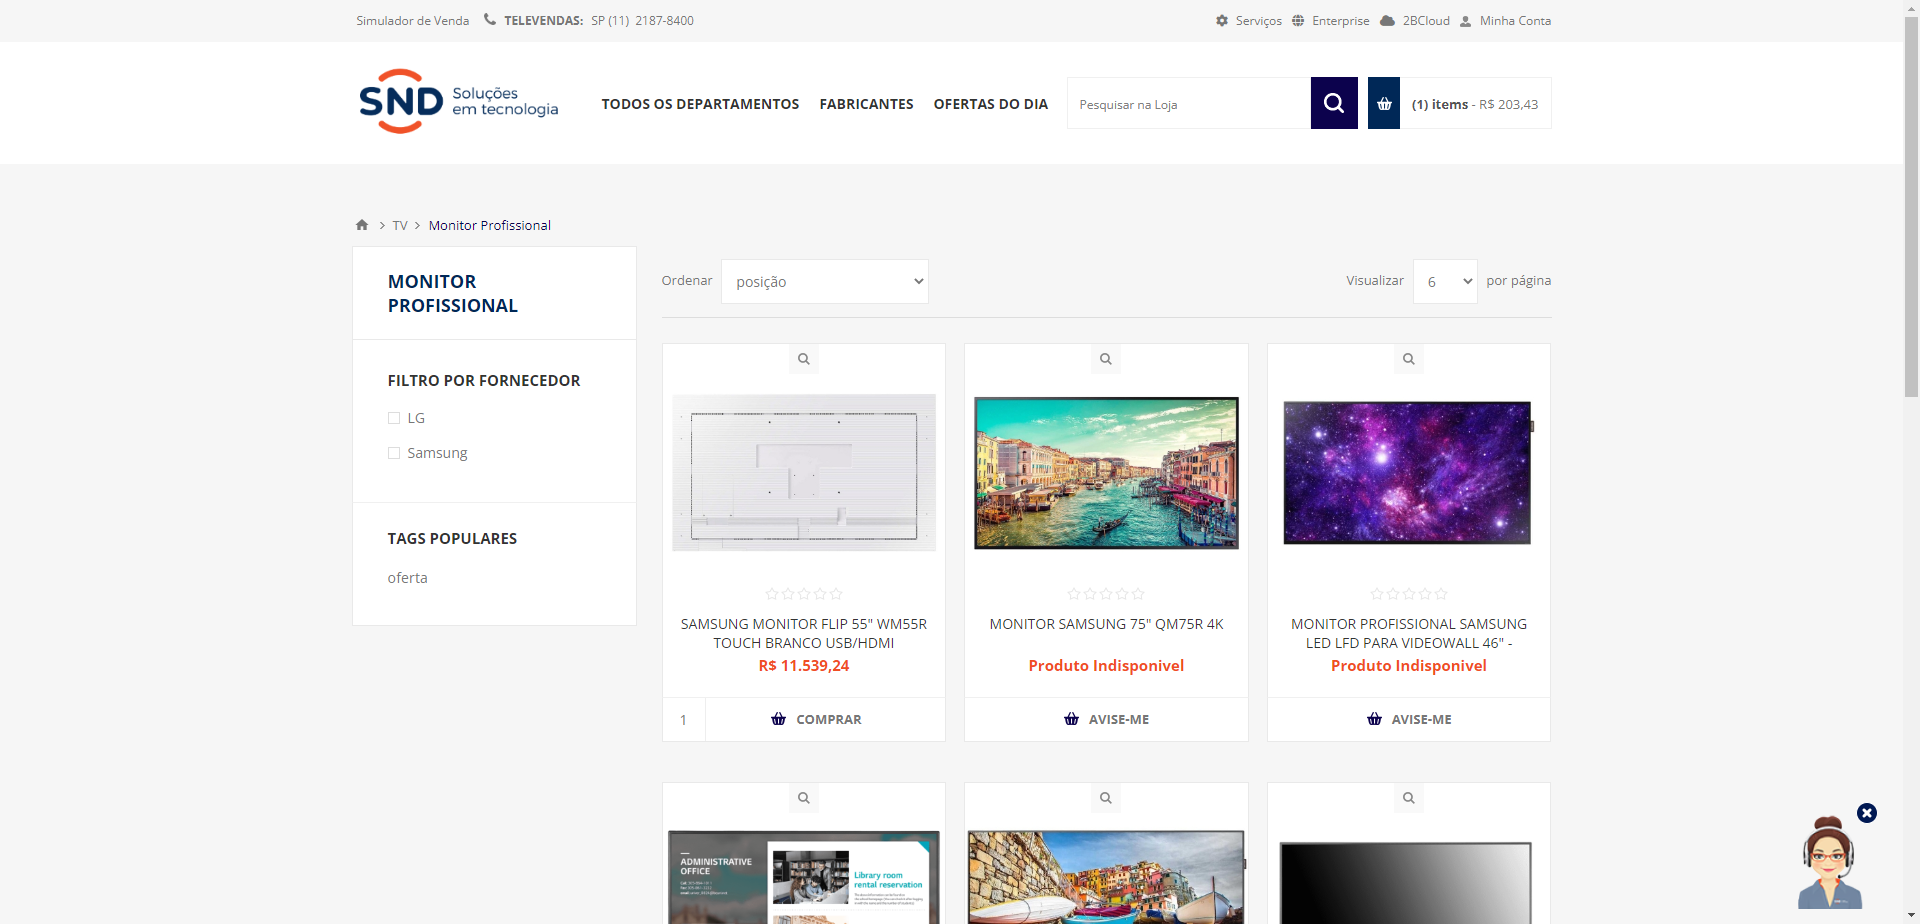 Simulador de Venda TELEVENDAS: SP (11) 2187-8400
Serviços Enterprise 2BCloud Minha Conta
SND Soluções
em tecnologia
TODOS OS DEPARTAMENTOS FABRICANTES OFERTAS DO DIA
Pesquisar na Loja
(1) items - R$ 203,43
TV Monitor Profissional
MONITOR
PROFISSIONAL
FILTRO POR FORNECEDOR
LG
Samsung
TAGS POPULARES
oferta
Ordenar posição
Visualizar 6 por página
SAMSUNG MONITOR FLIP 55" WM55R
TOUCH BRANCO USB/HDMI
R$ 11.539,24
1 COMPRAR
MONITOR SAMSUNG 75" QM75R 4K
Produto Indisponivel
AVISE-ME
MONITOR PROFISSIONAL SAMSUNG
LED LFD PARA VIDEOWALL 46" -
Produto Indisponivel
AVISE-ME
ADMINISTRATIVE
OFFICE
Library room
rental reservation